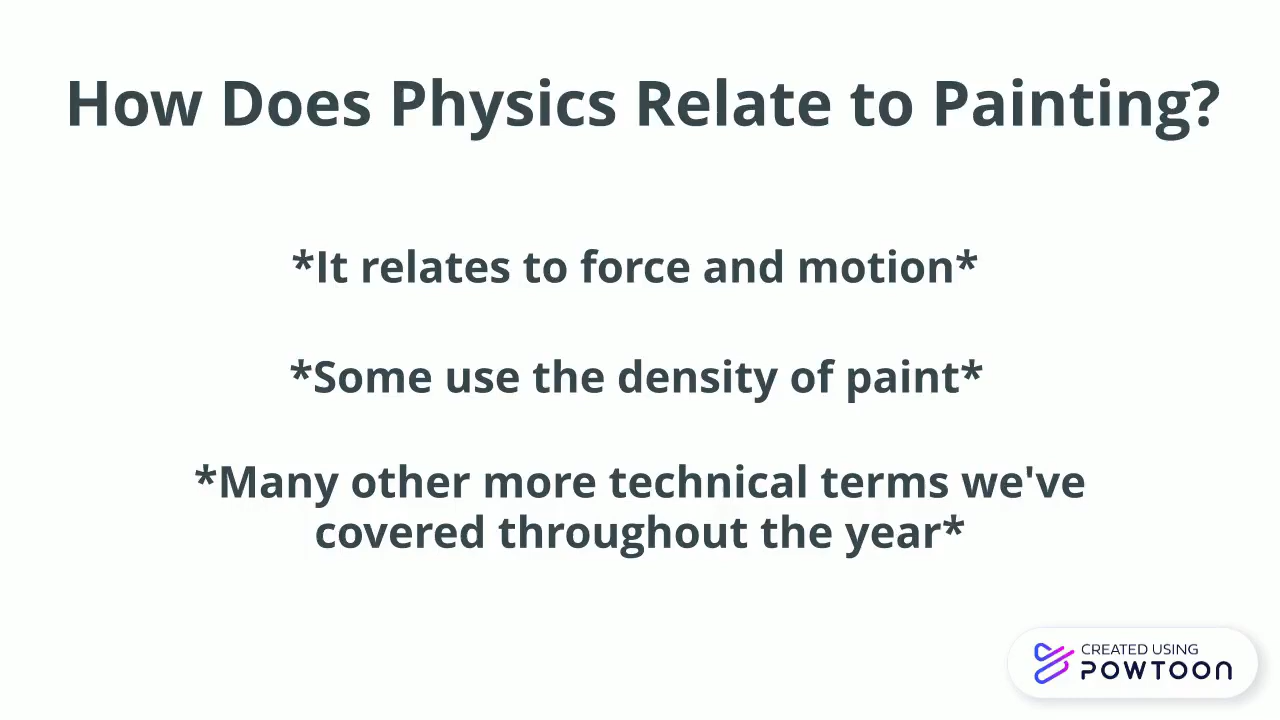 How Does Physics Relate to Painting?
*It relates to force and motion*
*Some use the density of paint*
*Many other more technical terms we've
covered throughout the year*
CREATED USING
POWTOON